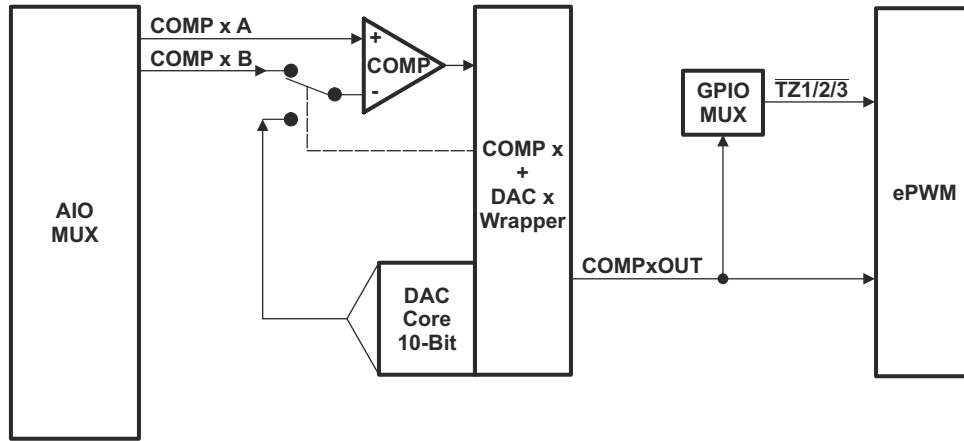 COMP x A
COMP x B
+
COMP
-
AIO
MUX
COMP x
+
DAC x
Wrapper
DAC
Core
10-Bit
COMPxOUT
GPIO
MUX
TZ1/2/3
ePWM